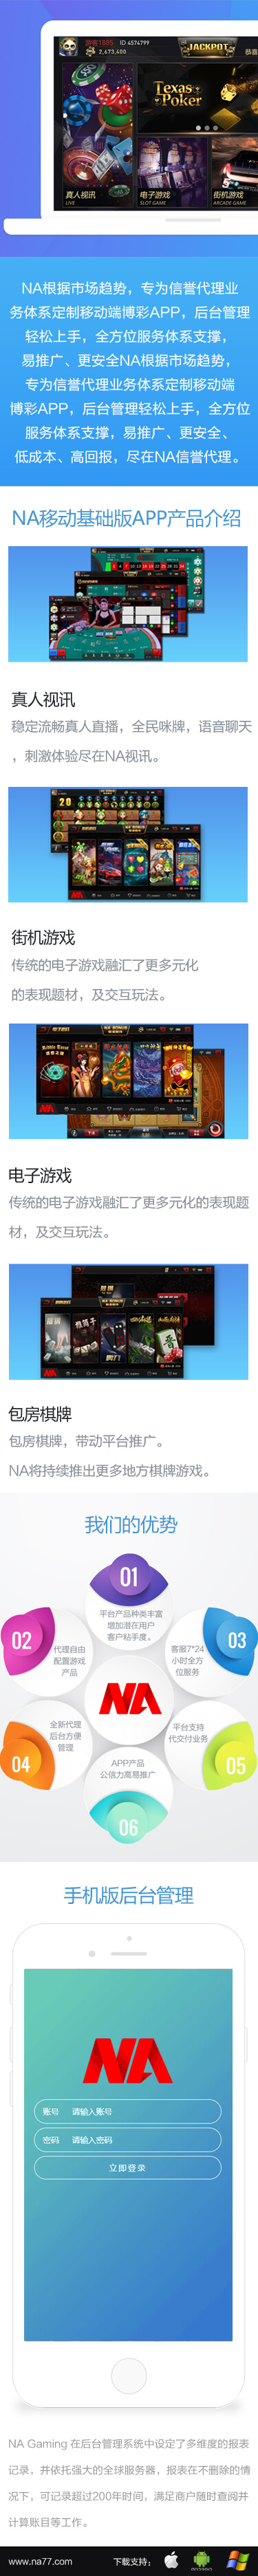 游客1885 ID 4574799
2,673,400
JACKPOT
恭喜
Texas
Poker
真人视讯
LIVE
电子游戏
SLOT GAME
街机游戏
ARCADE GAME
NA根据市场趋势，专为信誉代理业
务体系定制移动端博彩APP，后台管理
轻松上手，全方位服务体系支撑，
易推广、更安全NA根据市场趋势，
专为信誉代理业务体系定制移动端
博彩APP，后台管理轻松上手，全方位
服务体系支撑，易推广、更安全、
低成本、高回报，尽在NA信誉代理。
NA移动基础版APP产品介绍
真人视讯
稳定流畅真人直播，全民咪牌，语音聊天
，刺激体验尽在NA视讯。
街机游戏
传统的电子游戏融汇了更多元化
的表现题材，及交互玩法。
电子游戏
传统的电子游戏融汇了更多元化的表现题
材，及交互玩法。
包房棋牌
包房棋牌，带动平台推广。
NA将持续推出更多地方棋牌游戏。
我们的优势
01
平台产品种类丰富
增加潜在用户
客户粘手度。
02
代理自由
配置游戏
产品
03
客服7*24
小时全方
位服务
NA
全新代理
后台方便
管理
04
平台支持
代交付业务
05
APP产品
公信力高易推广
06
手机版后台管理
NA
账号 请输入账号
密码 请输入密码
立即登录
NA Gaming 在后台管理系统中设定了多维度的报表
记录，并依托强大的全球服务器，报表在不删除的情
况下，可记录超过200年时间，满足商户随时查阅并
计算账目等工作。
www.na77.com 下载支持：
ANDROID